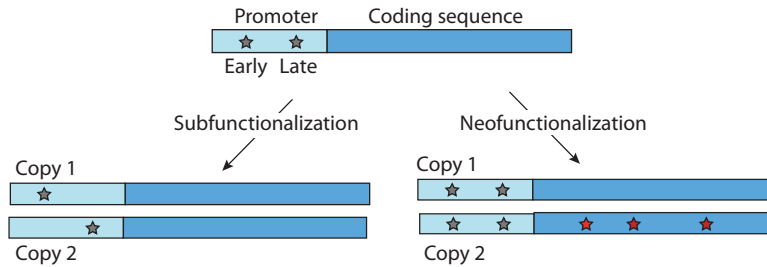 Promoter Coding sequence
Early Late
Subfunctionalization Neofunctionalization
Copy 1 Copy 1
Copy 2 Copy 2